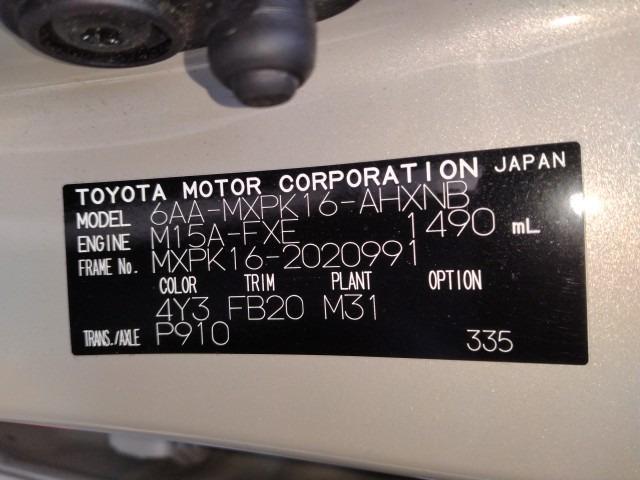 TOYOTA MOTOR CORPORATION JAPAN
MODEL 6AA-MXPK16-AHXNB
ENGINE M15A-FXE 1490 mL
FRAME No. MXPK16-2020991
COLOR TRIM PLANT OPTION
4Y3 FB20 M31
TRANS./AXLE P910 335